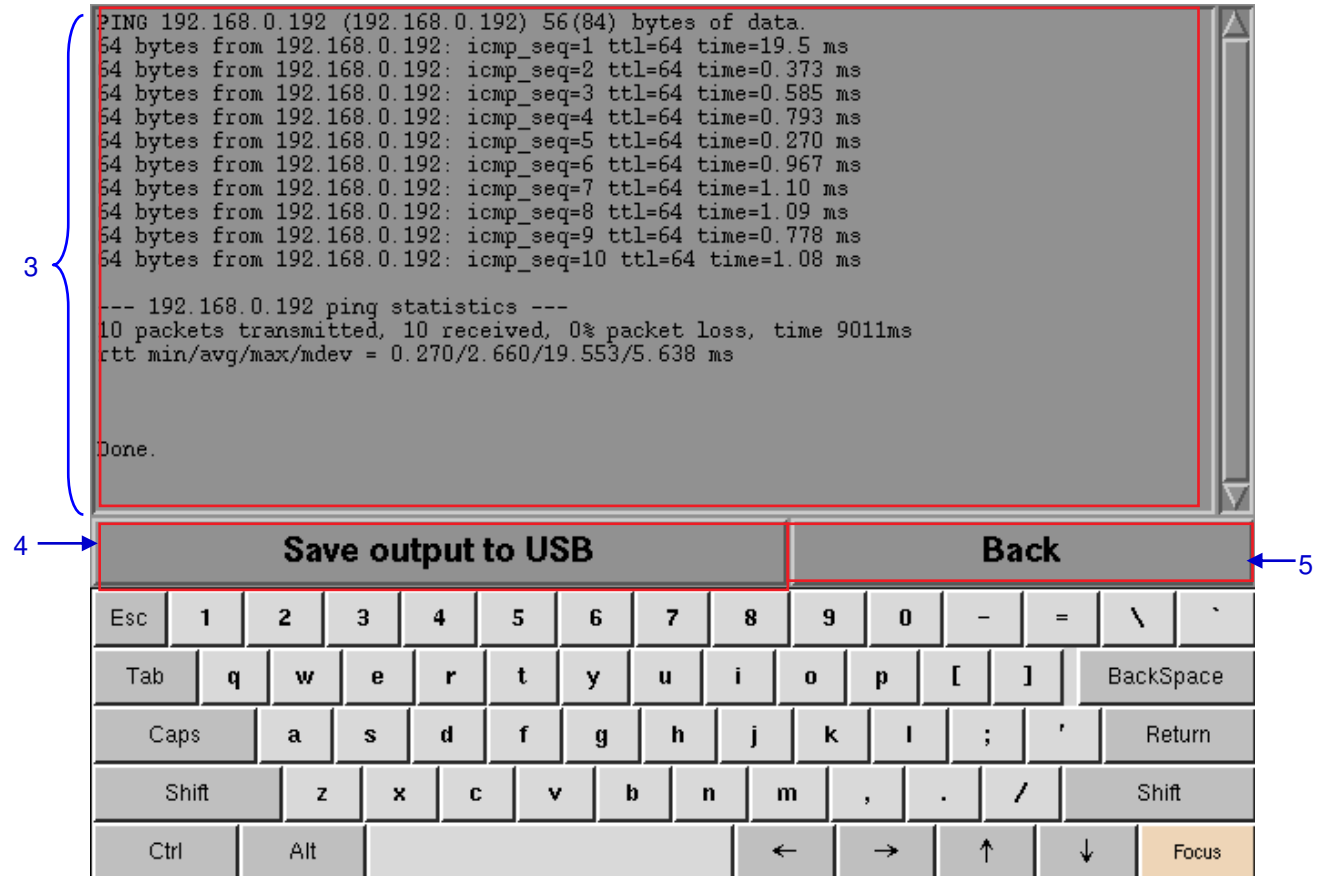 PING 192.168.0.192 (192.168.0.192) 56(84) bytes of data.
64 bytes from 192.168.0.192: icmp_seq=1 ttl=64 time=19.5 ms
64 bytes from 192.168.0.192: icmp_seq=2 ttl=64 time=0.373 ms
64 bytes from 192.168.0.192: icmp_seq=3 ttl=64 time=0.585 ms
64 bytes from 192.168.0.192: icmp_seq=4 ttl=64 time=0.793 ms
64 bytes from 192.168.0.192: icmp_seq=5 ttl=64 time=0.270 ms
64 bytes from 192.168.0.192: icmp_seq=6 ttl=64 time=0.967 ms
64 bytes from 192.168.0.192: icmp_seq=7 ttl=64 time=1.10 ms
64 bytes from 192.168.0.192: icmp_seq=8 ttl=64 time=1.09 ms
64 bytes from 192.168.0.192: icmp_seq=9 ttl=64 time=0.778 ms
64 bytes from 192.168.0.192: icmp_seq=10 ttl=64 time=1.08 ms
3
--- 192.168.0.192 ping statistics ---
10 packets transmitted, 10 received, 0% packet loss, time 9011ms
rtt min/avg/max/mdev = 0.270/2.660/19.553/5.638 ms
Done.
4 Save output to USB Back 5
Esc 1 2 3 4 5 6 7 8 9 0 - = \ `
Tab q w e r t y u i o p [ ] BackSpace
Caps a s d f g h j k l ; ' Return
Shift z x c v b n m , . / Shift
Ctrl Alt ← → ↑ ↓ Focus